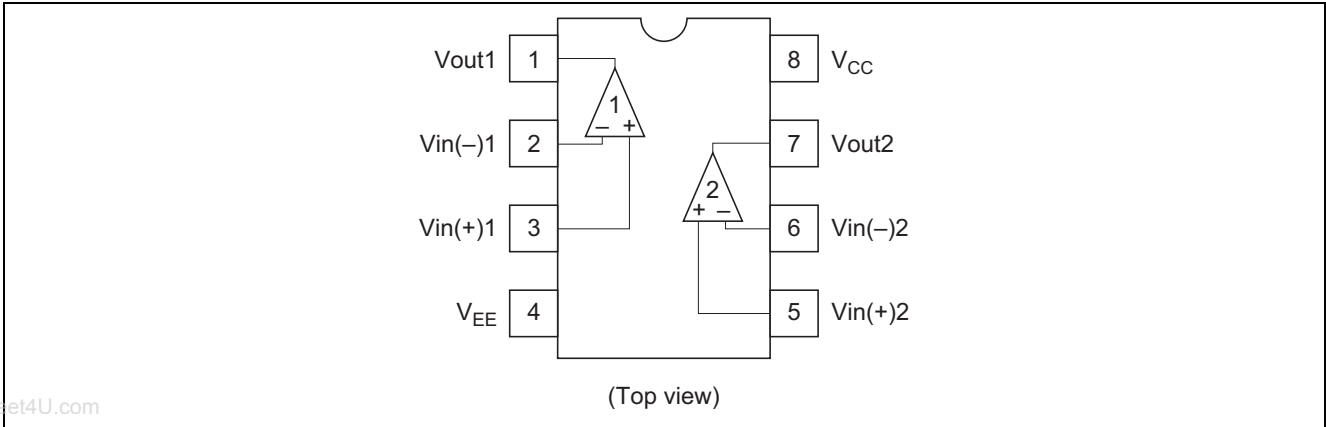 Vout1 1 8 VCC
1
– +
Vin(–)1 2 7 Vout2
2
+ –
Vin(+)1 3 6 Vin(–)2
VEE 4 5 Vin(+)2
(Top view)
et4U.com